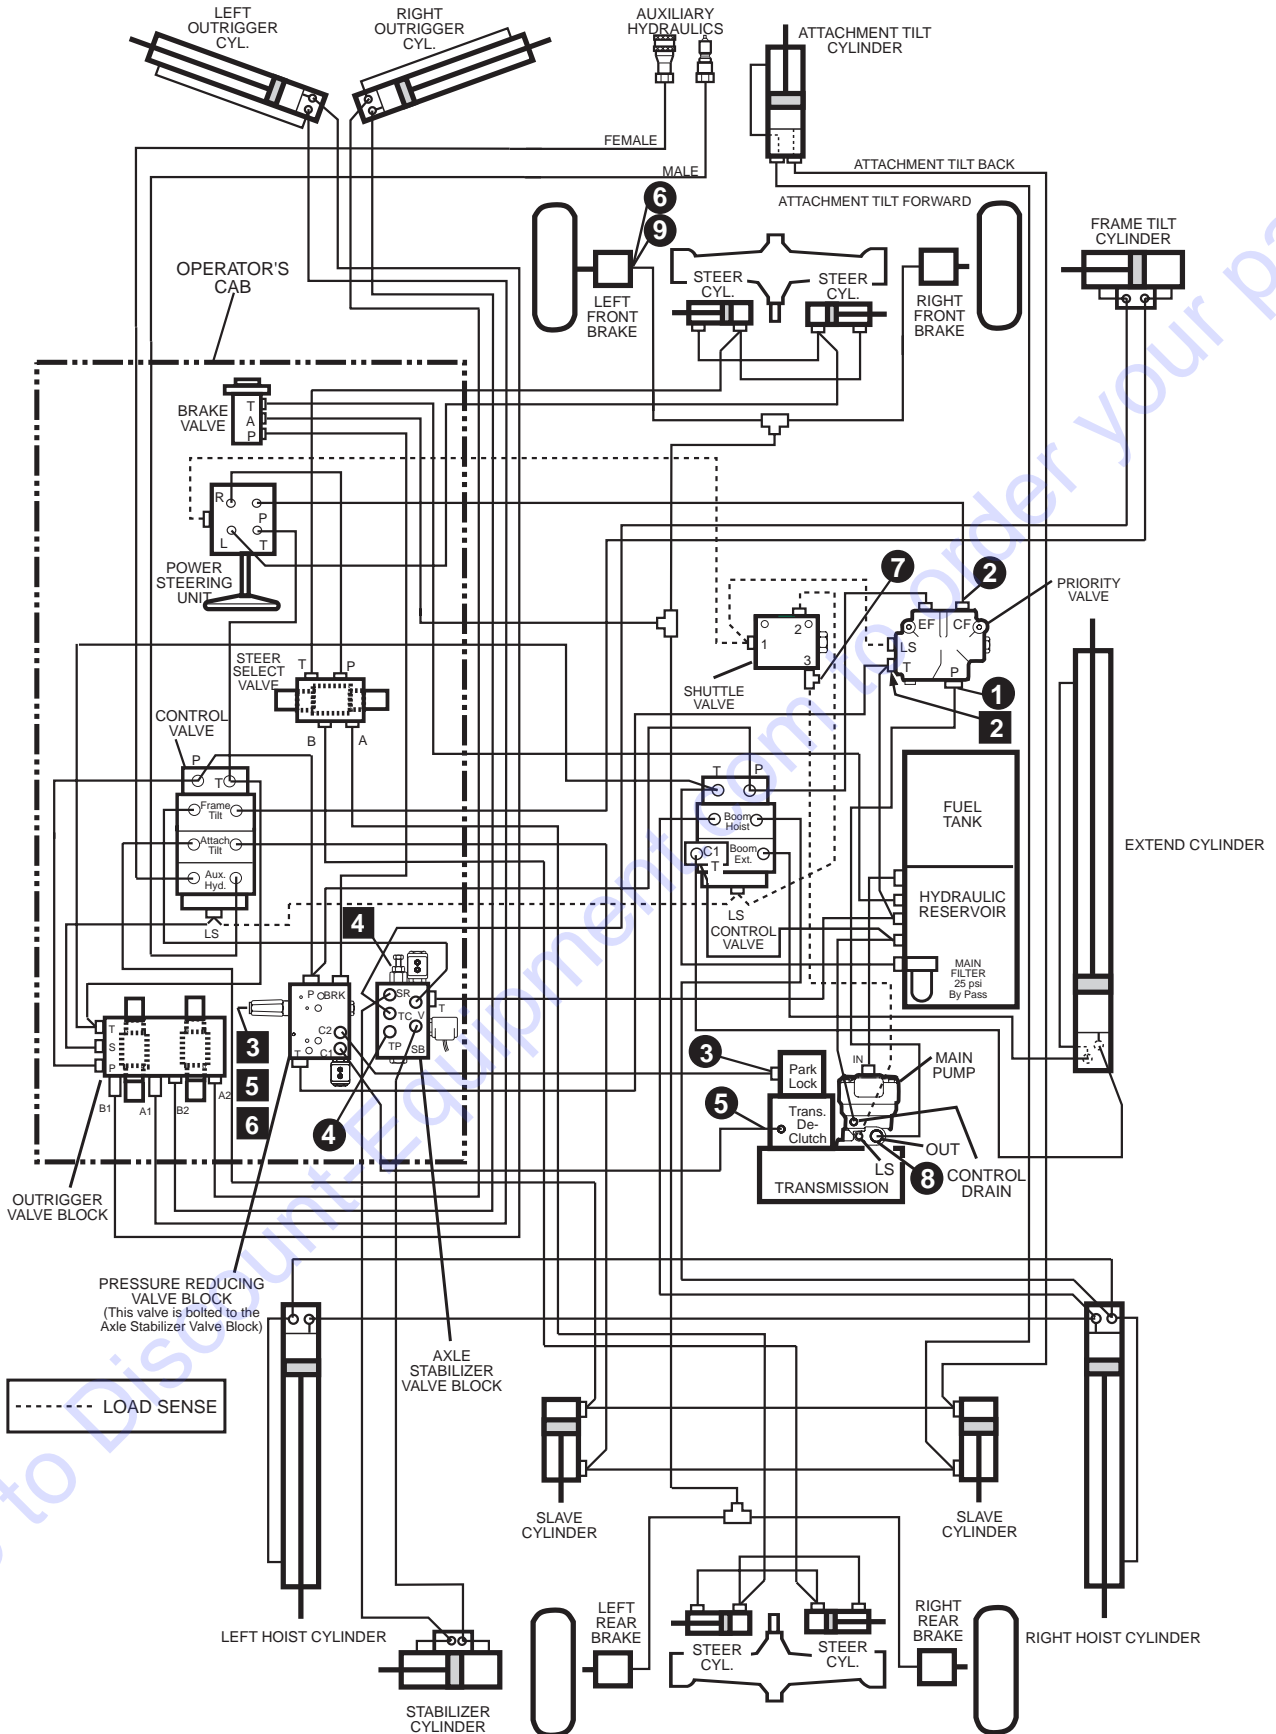 LEFT
OUTRIGGER
CYL.
RIGHT
OUTRIGGER
CYL.
AUXILIARY
HYDRAULICS
ATTACHMENT TILT
CYLINDER
FEMALE
MALE
ATTACHMENT TILT BACK
ATTACHMENT TILT FORWARD
6
9
FRAME TILT
CYLINDER
OPERATOR'S
CAB
STEER
CYL.
STEER
CYL.
LEFT
FRONT
BRAKE
RIGHT
FRONT
BRAKE
BRAKE
VALVE
T
A
P
R
P
L
T
POWER
STEERING
UNIT
7
2
PRIORITY
VALVE
EF
CF
LS
T
P
1
2
3
SHUTTLE
VALVE
1
2
STEER
SELECT
VALVE
T
P
B
A
CONTROL
VALVE
P
T
Frame
Tilt
Attach
Tilt
Aux.
Hyd.
LS
T
P
Boom
Hoist
C1
Boom
Ext.
T
LS
CONTROL
VALVE
FUEL
TANK
HYDRAULIC
RESERVOIR
MAIN
FILTER
25 psi
By Pass
EXTEND CYLINDER
4
P
BRK
C2
C1
T
SR
TC
V
TP
SB
T
T
S
P
B1
A1
B2
A2
3
5
6
4
3
Park
Lock
IN
MAIN
PUMP
5
Trans.
De-
Clutch
OUT
LS
8
CONTROL
DRAIN
TRANSMISSION
OUTRIGGER
VALVE BLOCK
PRESSURE REDUCING
VALVE BLOCK
(This valve is bolted to the
Axle Stabilizer Valve Block)
AXLE
STABILIZER
VALVE BLOCK
LOAD SENSE
SLAVE
CYLINDER
SLAVE
CYLINDER
LEFT HOIST CYLINDER
RIGHT HOIST CYLINDER
LEFT
REAR
BRAKE
RIGHT
REAR
BRAKE
STEER
CYL.
STEER
CYL.
STABILIZER
CYLINDER
to Discount-Equipment.com to order your pa